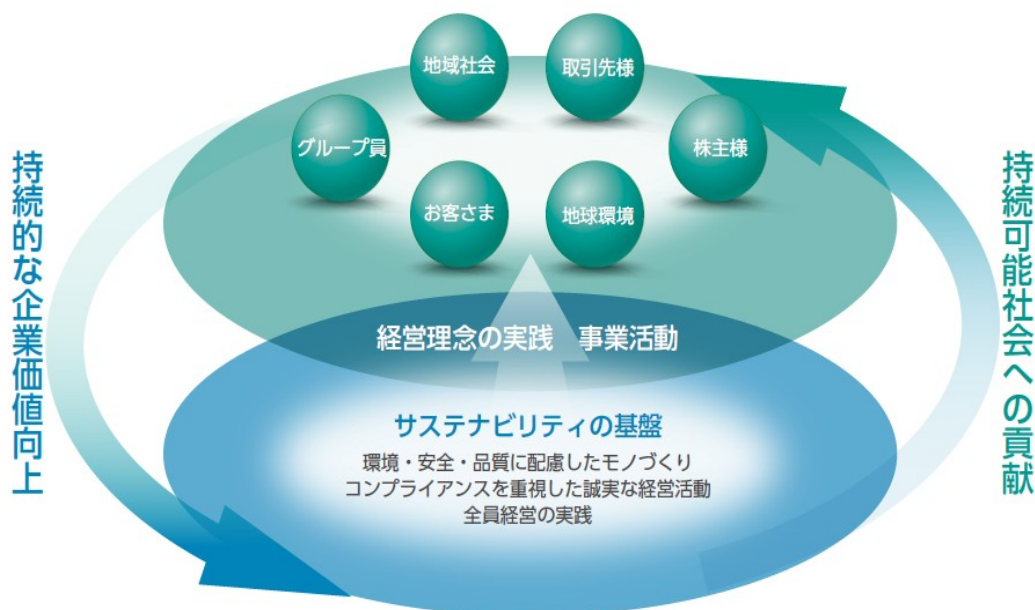 地域社会
取引先様
グループ員
株主様
お客さま
地球環境
持続的な企業価値向上
持続可能社会への貢献
経営理念の実践　事業活動
サステナビリティの基盤
環境・安全・品質に配慮したモノづくり
コンプライアンスを重視した誠実な経営活動
全員経営の実践